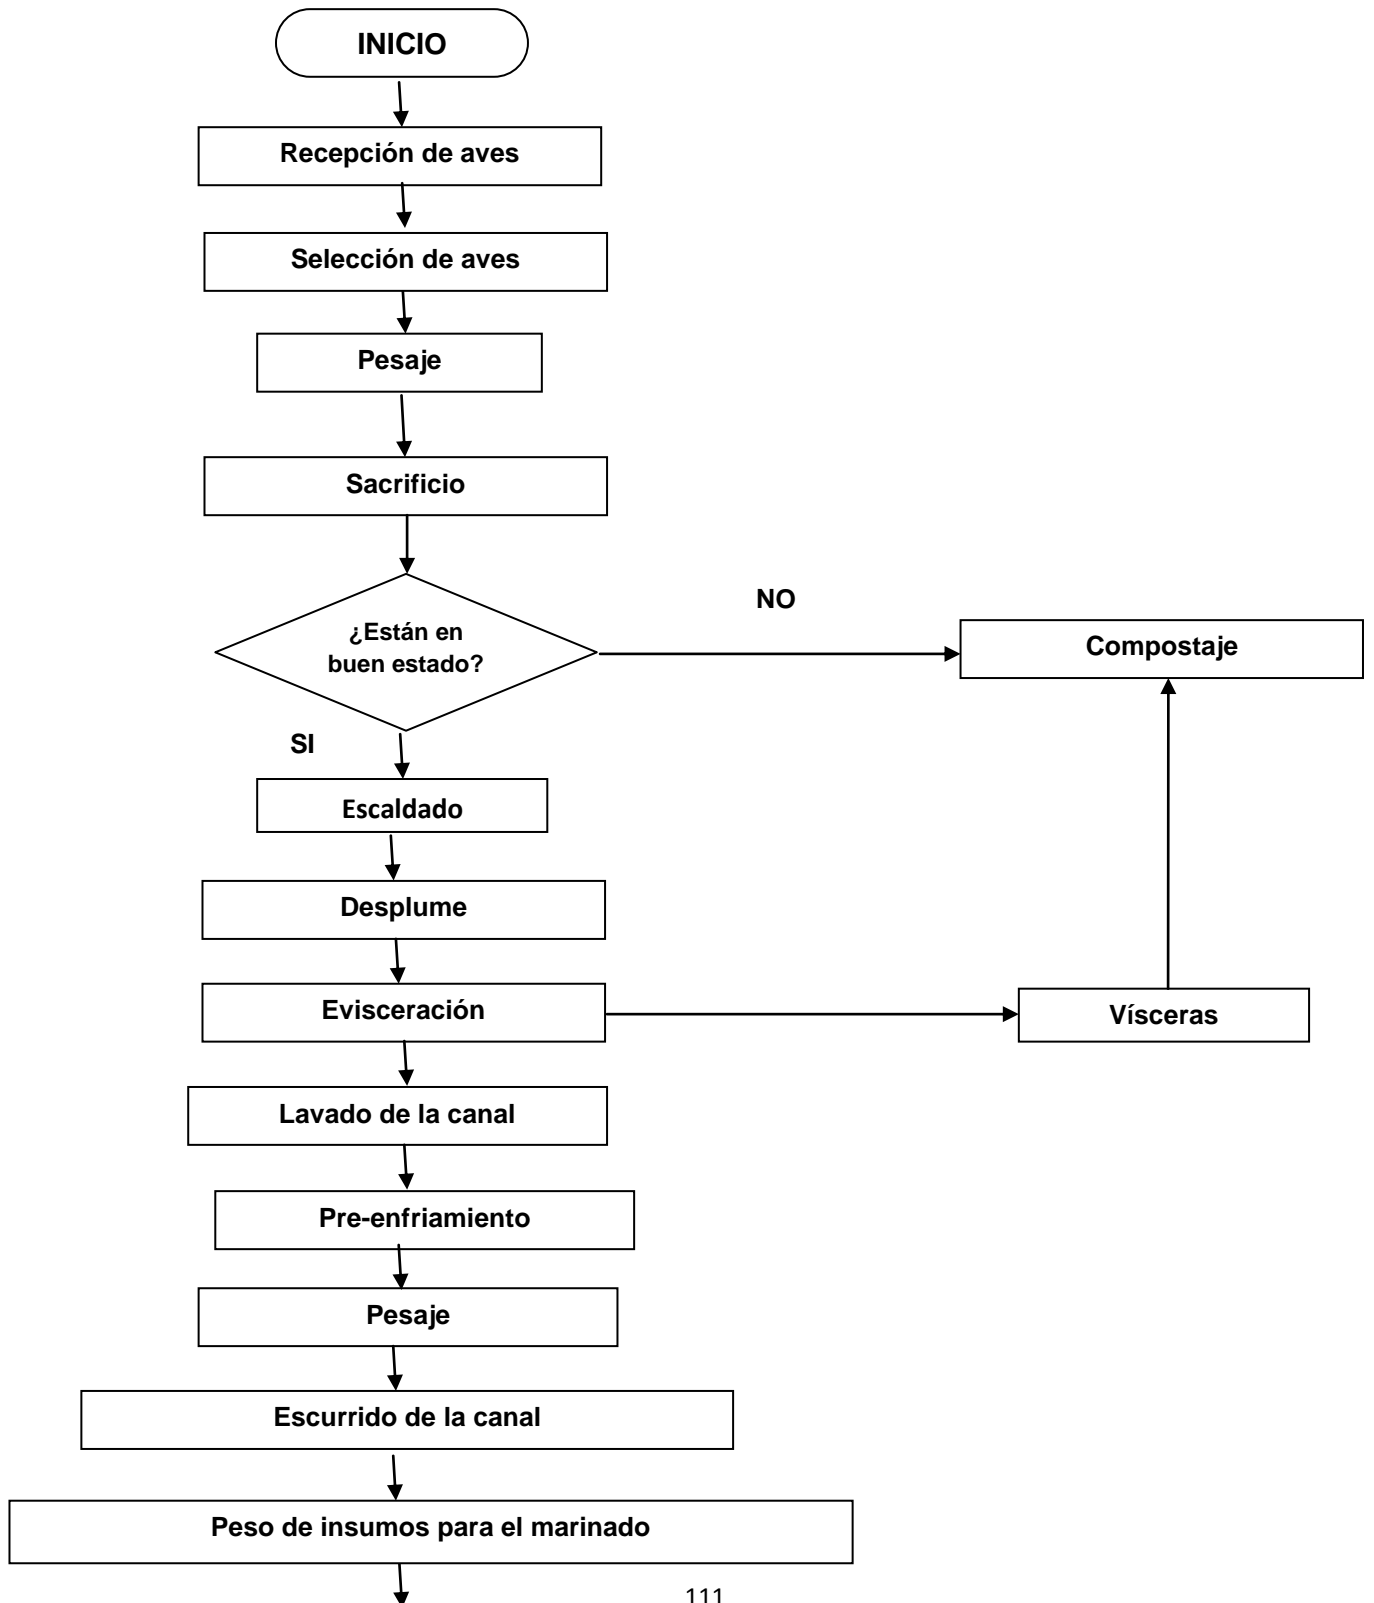 INICIO
Recepción de aves
Selección de aves
Pesaje
Sacrificio
¿Están en
buen estado?
NO
Compostaje
SI
Escaldado
Desplume
Evisceración
Vísceras
Lavado de la canal
Pre-enfriamiento
Pesaje
Escurrido de la canal
Peso de insumos para el marinado
111